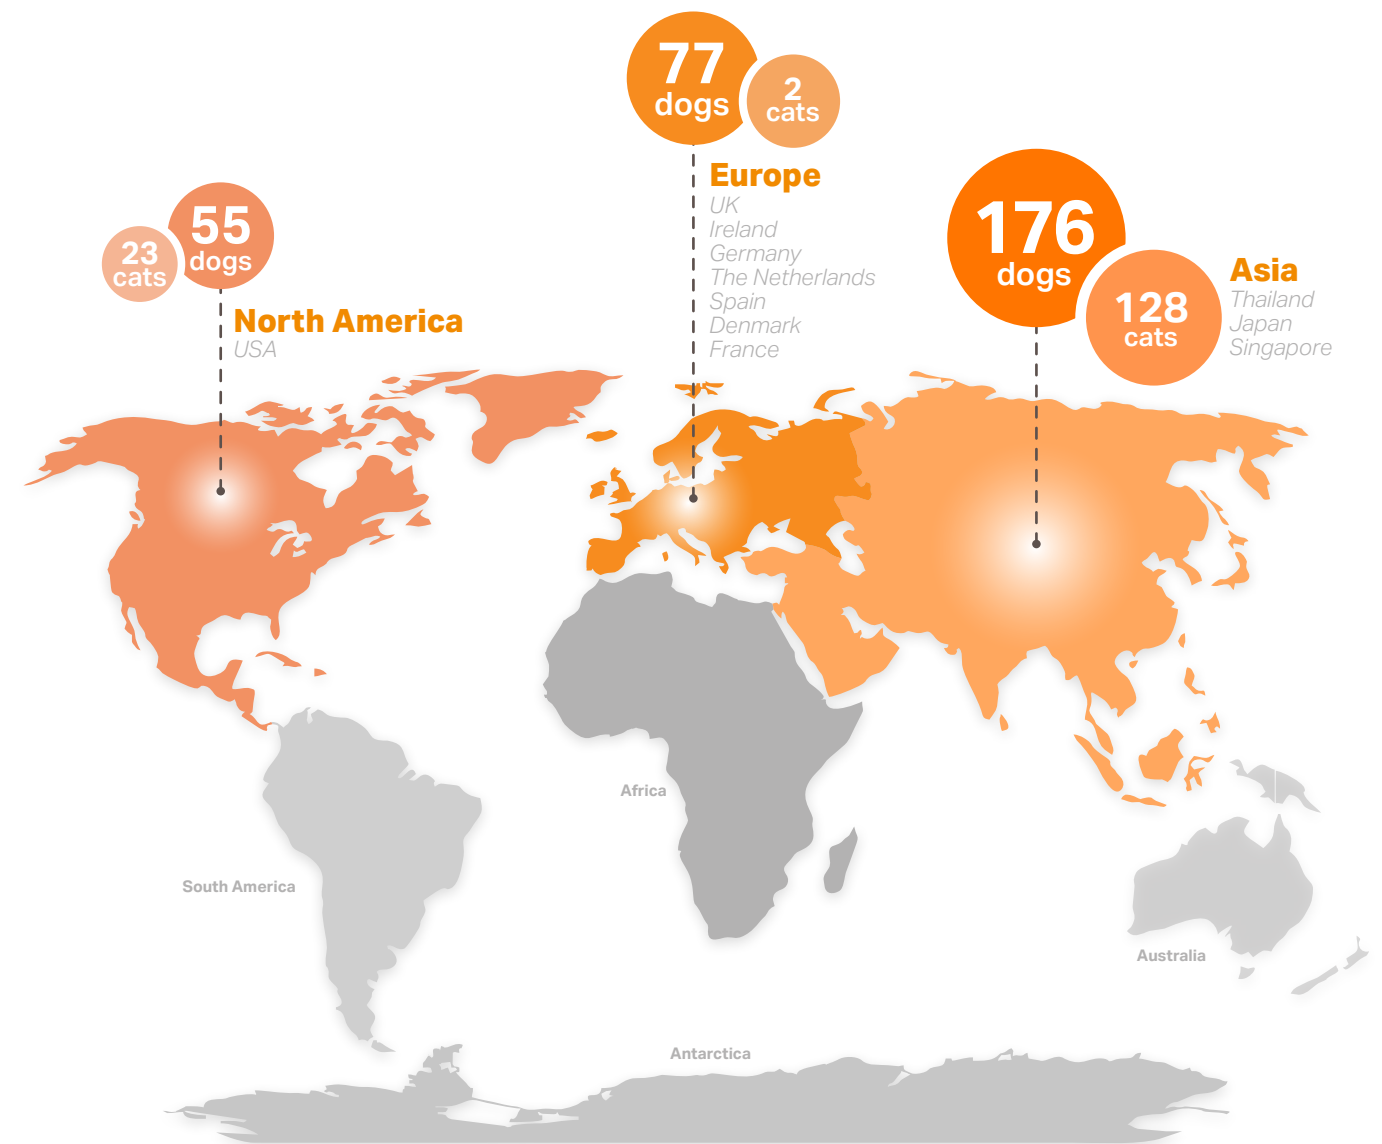 77
dogs
2
cats
Europe
UK
Ireland
Germany
The Netherlands
Spain
Denmark
France
55
dogs
23
cats
North America
USA
176
dogs
128
cats
Asia
Thailand
Japan
Singapore
Africa
South America
Australia
Antarctica